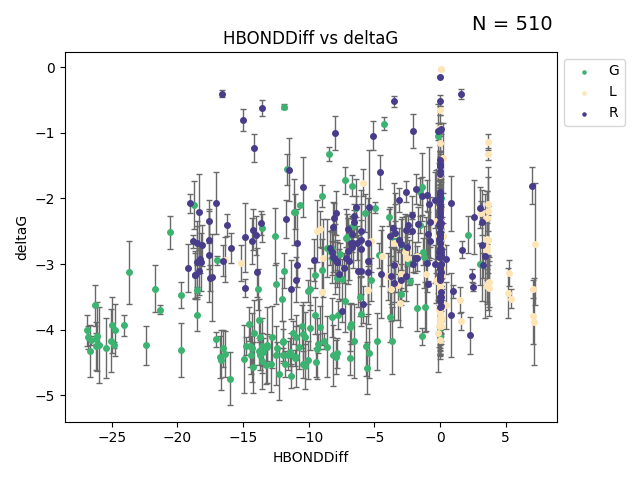 N = 510
HBONDDiff vs deltaG
G
L
R
0
−1
−2
−3
−4
−5
deltaG
−25
−20
−15
−10
−5
0
5
HBONDDiff